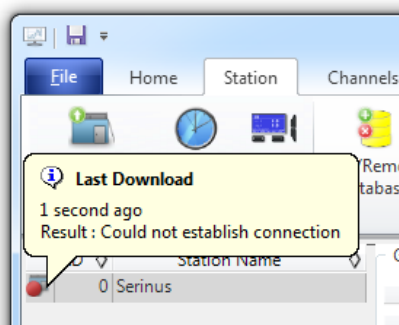 File Home Station Channels
Last Download
1 second ago
Result : Could not establish connection
Station Name
0 Serinus